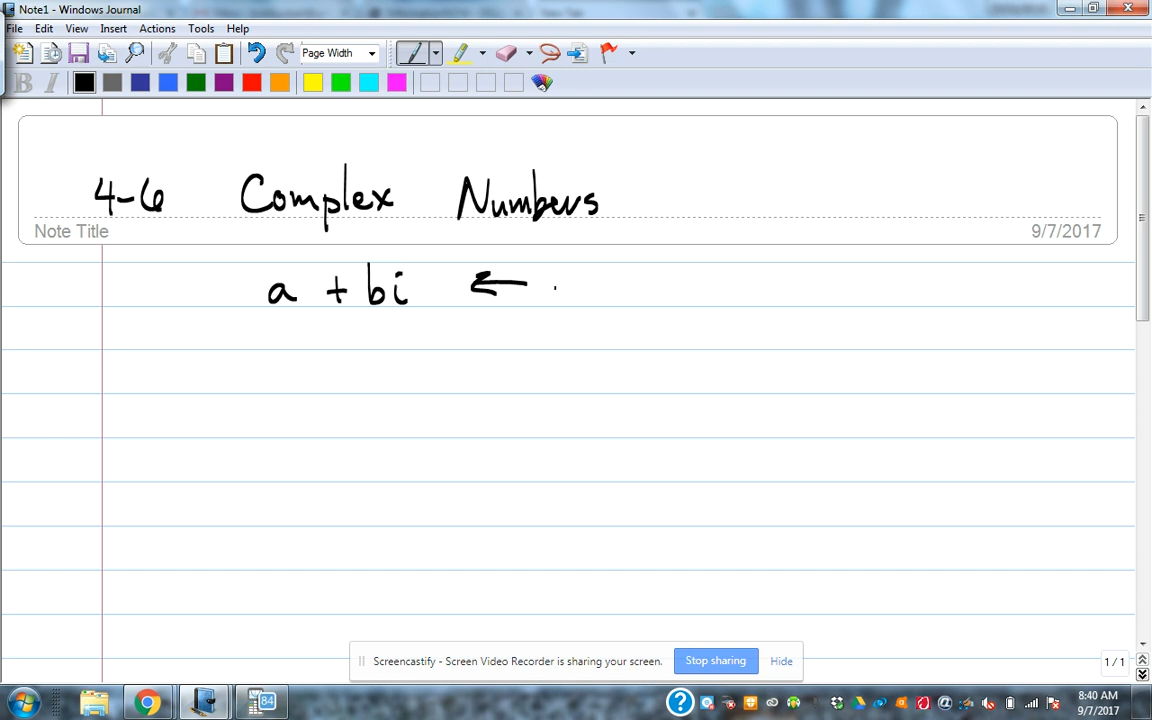 Note1 - Windows Journal
File Edit View Insert Actions Tools Help
Page Width
B I
4-6 Complex Numbers
Note Title 9/7/2017
a + bi ←
Screencastify - Screen Video Recorder is sharing your screen. Stop sharing Hide
1/1
84
8:40 AM
9/7/2017